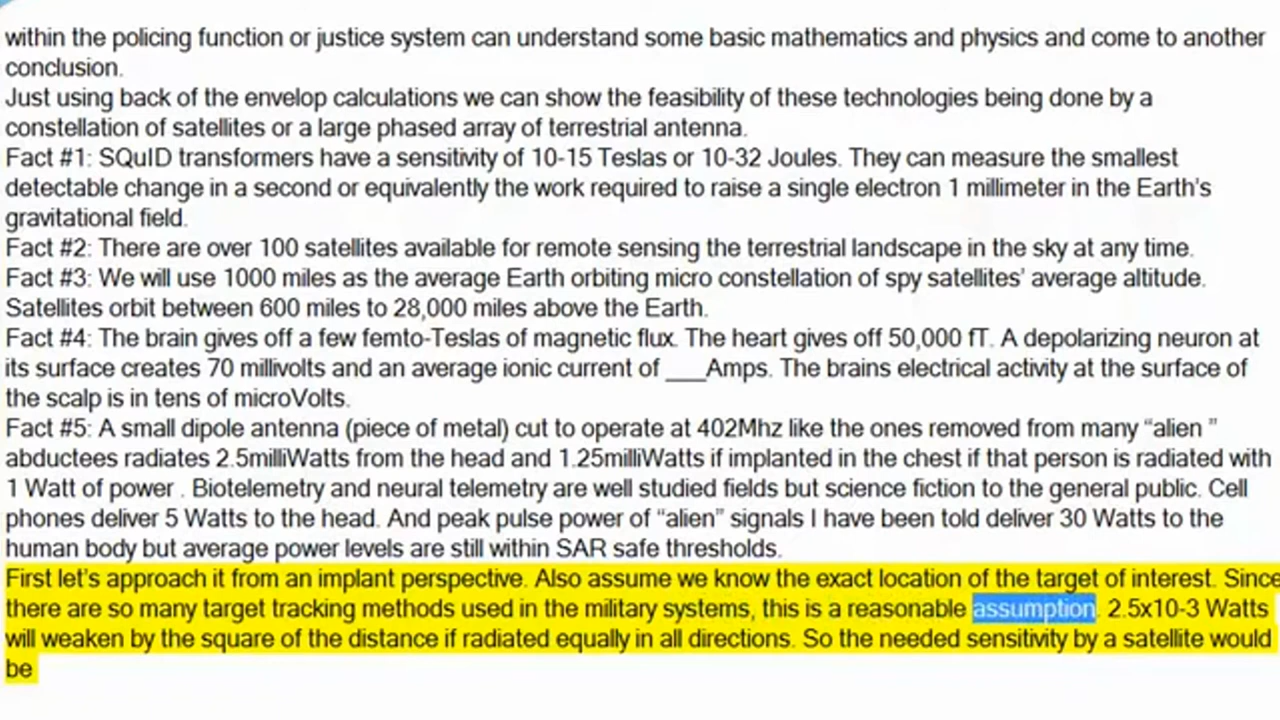 within the policing function or justice system can understand some basic mathematics and physics and come to another
conclusion.
Just using back of the envelop calculations we can show the feasibility of these technologies being done by a
constellation of satellites or a large phased array of terrestrial antenna.
Fact #1: SQuID transformers have a sensitivity of 10-15 Teslas or 10-32 Joules. They can measure the smallest
detectable change in a second or equivalently the work required to raise a single electron 1 millimeter in the Earth's
gravitational field.
Fact #2: There are over 100 satellites available for remote sensing the terrestrial landscape in the sky at any time.
Fact #3: We will use 1000 miles as the average Earth orbiting micro constellation of spy satellites' average altitude.
Satellites orbit between 600 miles to 28,000 miles above the Earth.
Fact #4: The brain gives off a few femto-Teslas of magnetic flux. The heart gives off 50,000 fT. A depolarizing neuron at
its surface creates 70 millivolts and an average ionic current of ___Amps. The brains electrical activity at the surface of
the scalp is in tens of microVolts.
Fact #5: A small dipole antenna (piece of metal) cut to operate at 402Mhz like the ones removed from many “alien ”
abductees radiates 2.5milliWatts from the head and 1.25milliWatts if implanted in the chest if that person is radiated with
1 Watt of power . Biotelemetry and neural telemetry are well studied fields but science fiction to the general public. Cell
phones deliver 5 Watts to the head. And peak pulse power of “alien” signals I have been told deliver 30 Watts to the
human body but average power levels are still within SAR safe thresholds.
First let's approach it from an implant perspective. Also assume we know the exact location of the target of interest. Since
there are so many target tracking methods used in the military systems, this is a reasonable assumption. 2.5x10-3 Watts
will weaken by the square of the distance if radiated equally in all directions. So the needed sensitivity by a satellite would
be